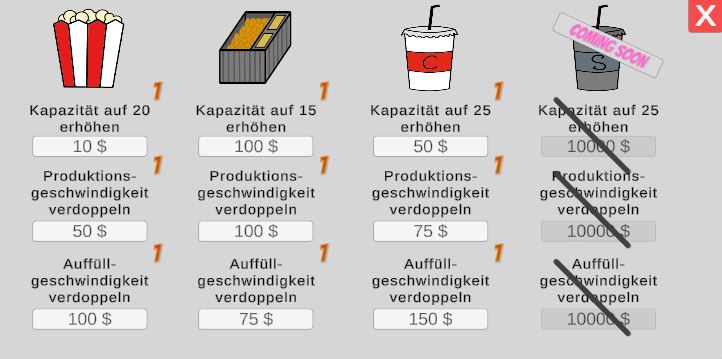 X
COMING SOON
C
S
1
1
1
Kapazität auf 20
erhöhen
10 $
Kapazität auf 15
erhöhen
100 $
Kapazität auf 25
erhöhen
50 $
Kapazität auf 25
erhöhen
10000 $
1
1
1
Produktions-
geschwindigkeit
verdoppeln
50 $
Produktions-
geschwindigkeit
verdoppeln
100 $
Produktions-
geschwindigkeit
verdoppeln
75 $
Produktions-
geschwindigkeit
verdoppeln
10000 $
1
1
1
Auffüll-
geschwindigkeit
verdoppeln
100 $
Auffüll-
geschwindigkeit
verdoppeln
75 $
Auffüll-
geschwindigkeit
verdoppeln
150 $
Auffüll-
geschwindigkeit
verdoppeln
10000 $